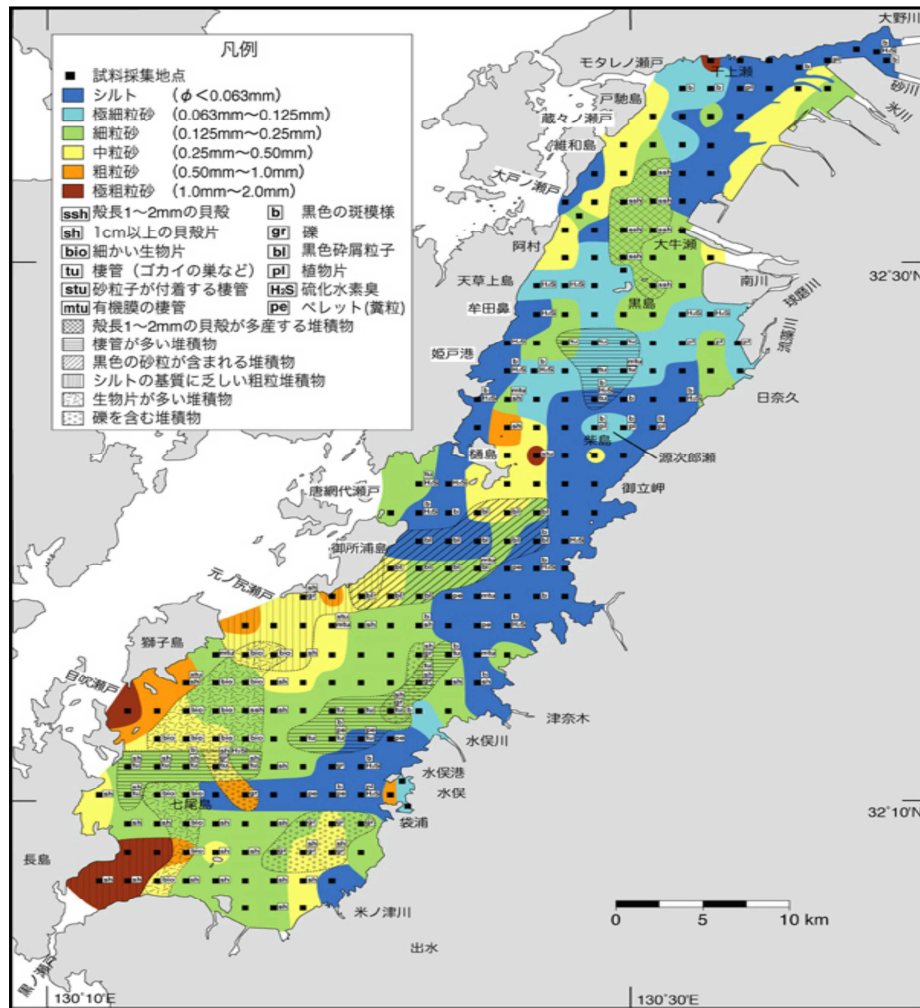 凡例
試料採集地点
シルト (φ<0.063mm)
極細粒砂 (0.063mm〜0.125mm)
細粒砂 (0.125mm〜0.25mm)
中粒砂 (0.25mm〜0.50mm)
粗粒砂 (0.50mm〜1.0mm)
極粗粒砂 (1.0mm〜2.0mm)
ssh 殻長1〜2mmの貝殻 b 黒色の斑模様
sh 1cm以上の貝殻片 gr 礫
bio 細かい生物片 bl 黒色砕屑粒子
tu 棲管(ゴカイの巣など) pl 植物片
stu 砂粒子が付着する棲管 H₂S 硫化水素臭
mtu 有機膜の棲管 pe ペレット(糞粒)
殻長1〜2mmの貝殻が多産する堆積物
棲管が多い堆積物
黒色の砂粒が含まれる堆積物
シルトの基質に乏しい粗粒堆積物
生物片が多い堆積物
礫を含む堆積物
大野川
モタレノ瀬戸
干上瀬
砂川
戸馳島
氷川
蔵々ノ瀬戸
維和島
大戸ノ瀬戸
阿村
大牛瀬
32°30'N
天草上島
南川
球磨川
黒島
牟田鼻
流藻川
姫戸港
日奈久
柴島
樋島
源次郎瀬
御立岬
唐網代瀬戸
御所浦島
元ノ尻瀬戸
獅子島
目吹瀬戸
津奈木
水俣川
水俣港
水俣
七尾島
32°10'N
袋浦
長島
米ノ津川
0 5 10 km
出水
黒ノ瀬戸
130°10'E
130°30'E